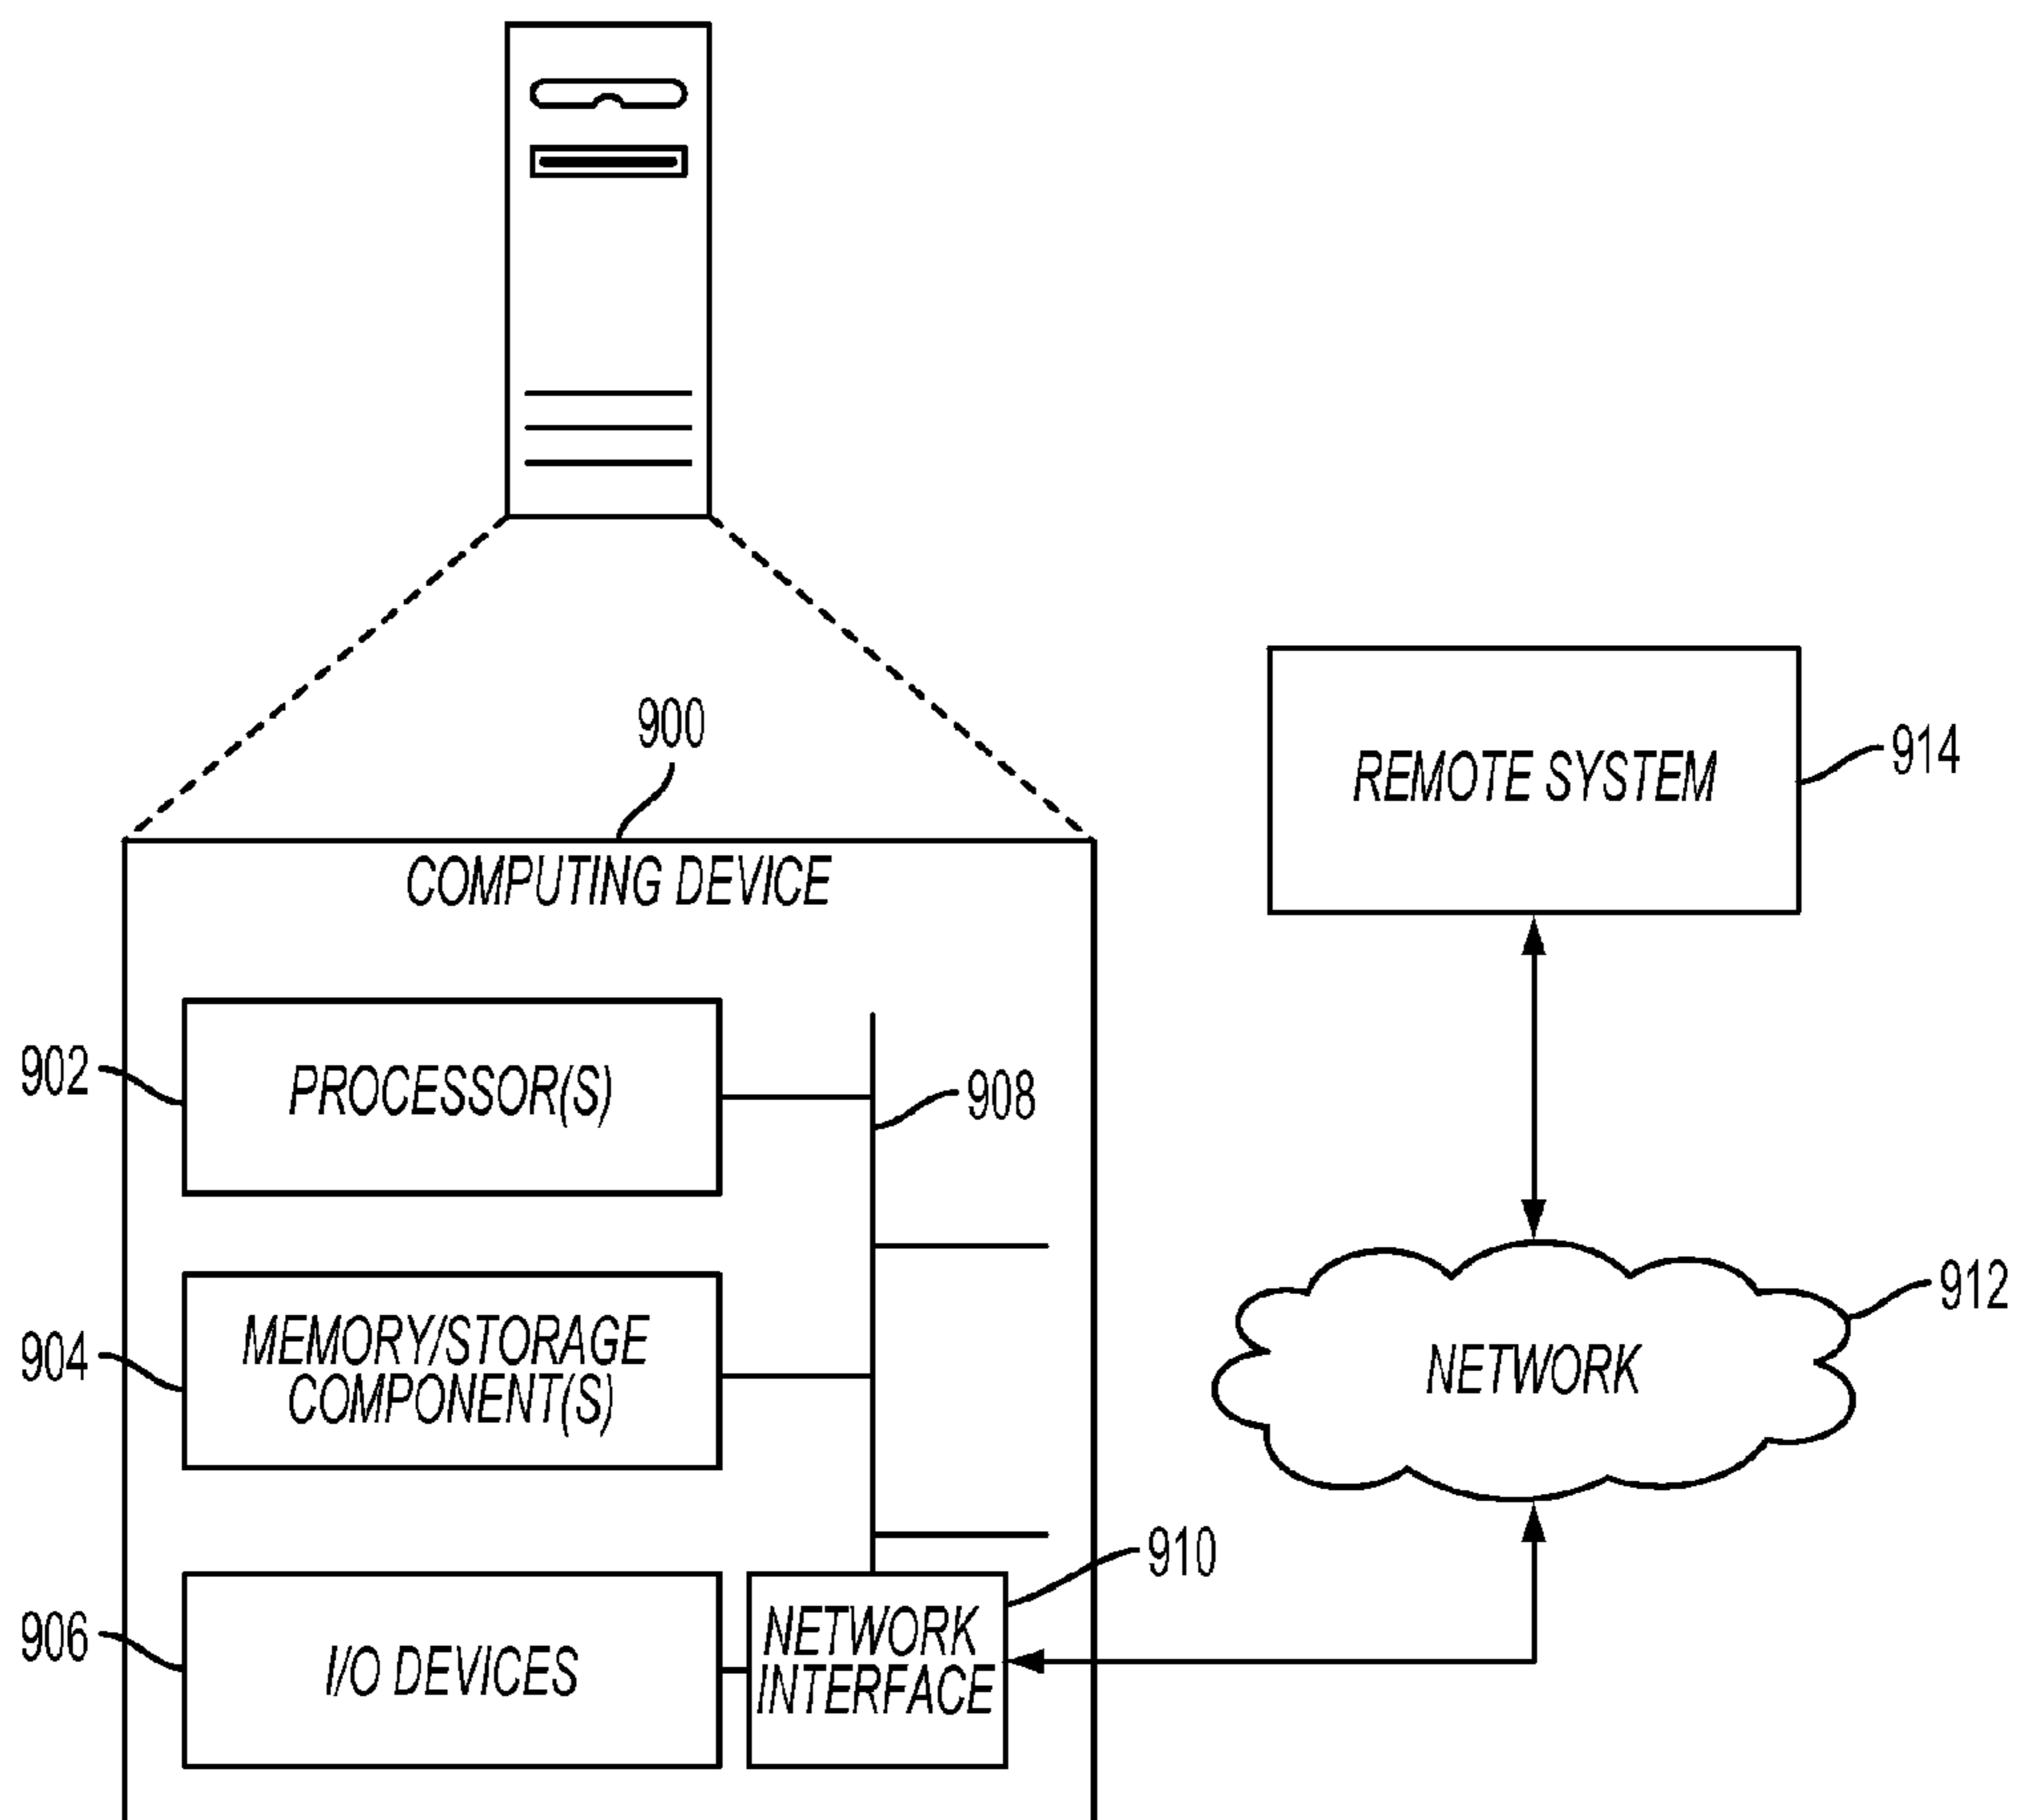 900
COMPUTING DEVICE
REMOTE SYSTEM
914
902
PROCESSOR(S)
908
904
MEMORY/STORAGE
COMPONENT(S)
NETWORK
912
906
I/O DEVICES
NETWORK
INTERFACE
910